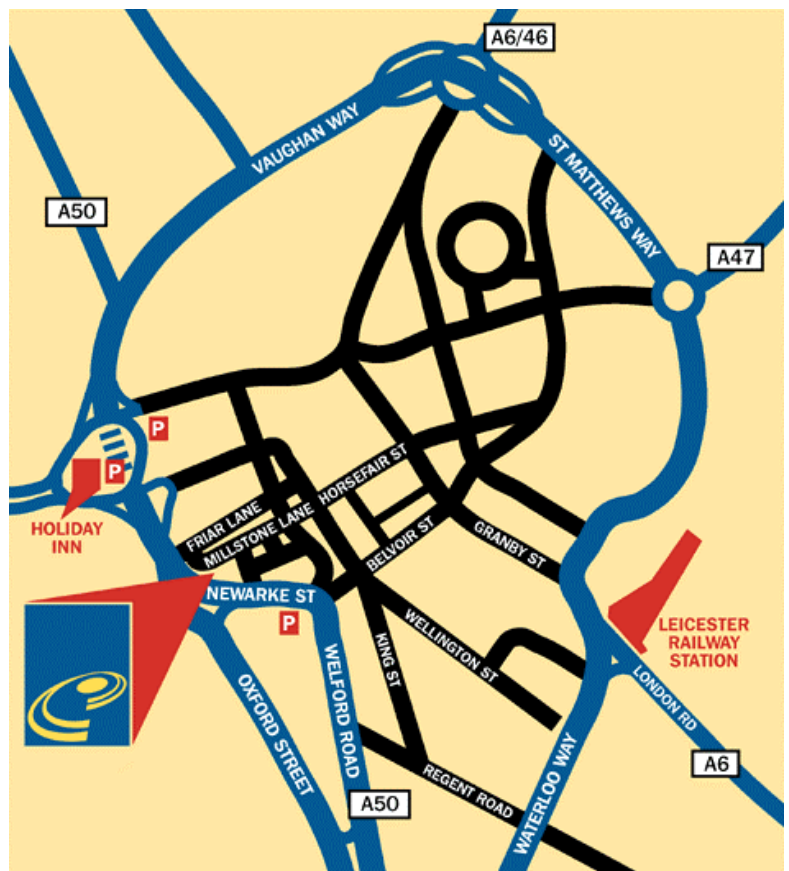 A6/46
VAUGHAN WAY
ST MATTHEWS WAY
A50
A47
P
P
HOLIDAY
INN
HORSEFAIR ST
FRIAR LANE
MILLSTONE LANE
BELVOIR ST
GRANBY ST
NEWARKE ST
P
LEICESTER
RAILWAY
STATION
WELLINGTON ST
KING ST
WELFORD ROAD
OXFORD STREET
LONDON RD
A6
A50
REGENT ROAD
WATERLOO WAY